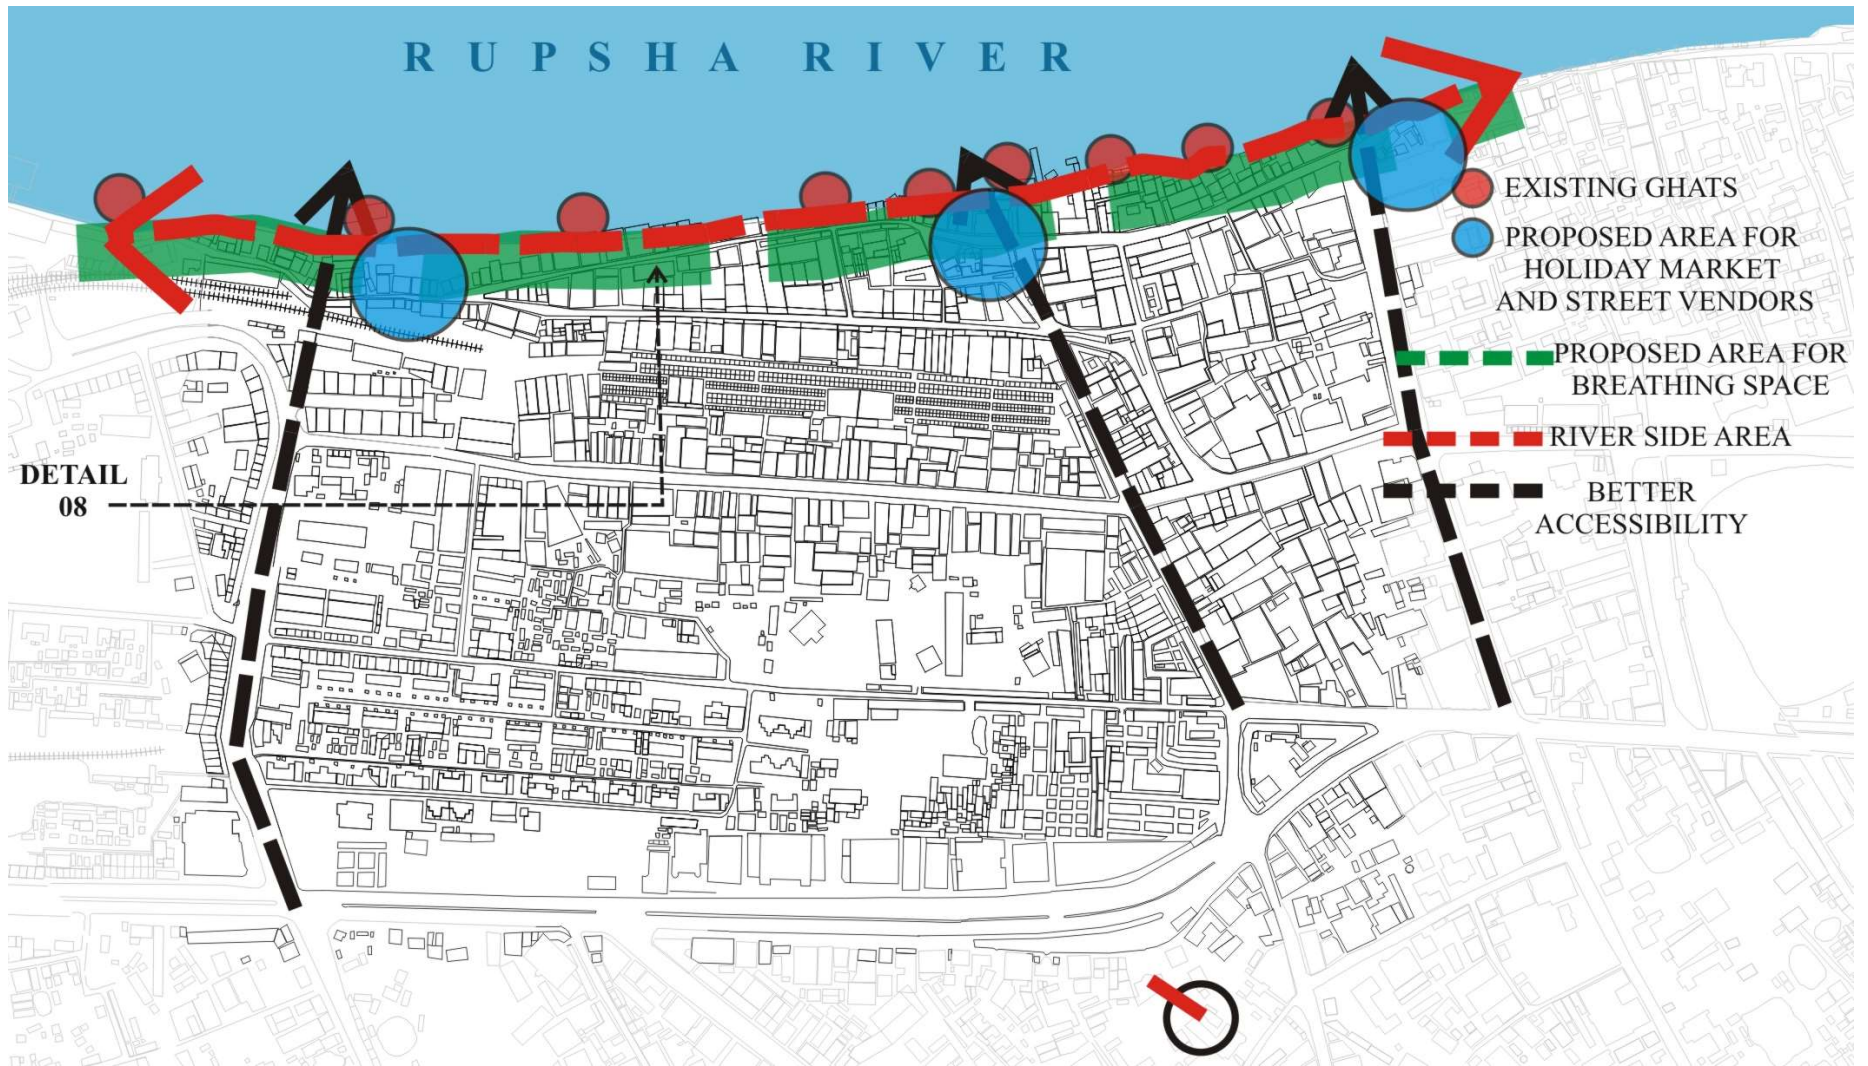 RUPSHA RIVER
EXISTING GHATS
PROPOSED AREA FOR
HOLIDAY MARKET
AND STREET VENDORS
PROPOSED AREA FOR
BREATHING SPACE
RIVER SIDE AREA
BETTER
ACCESSIBILITY
DETAIL
08